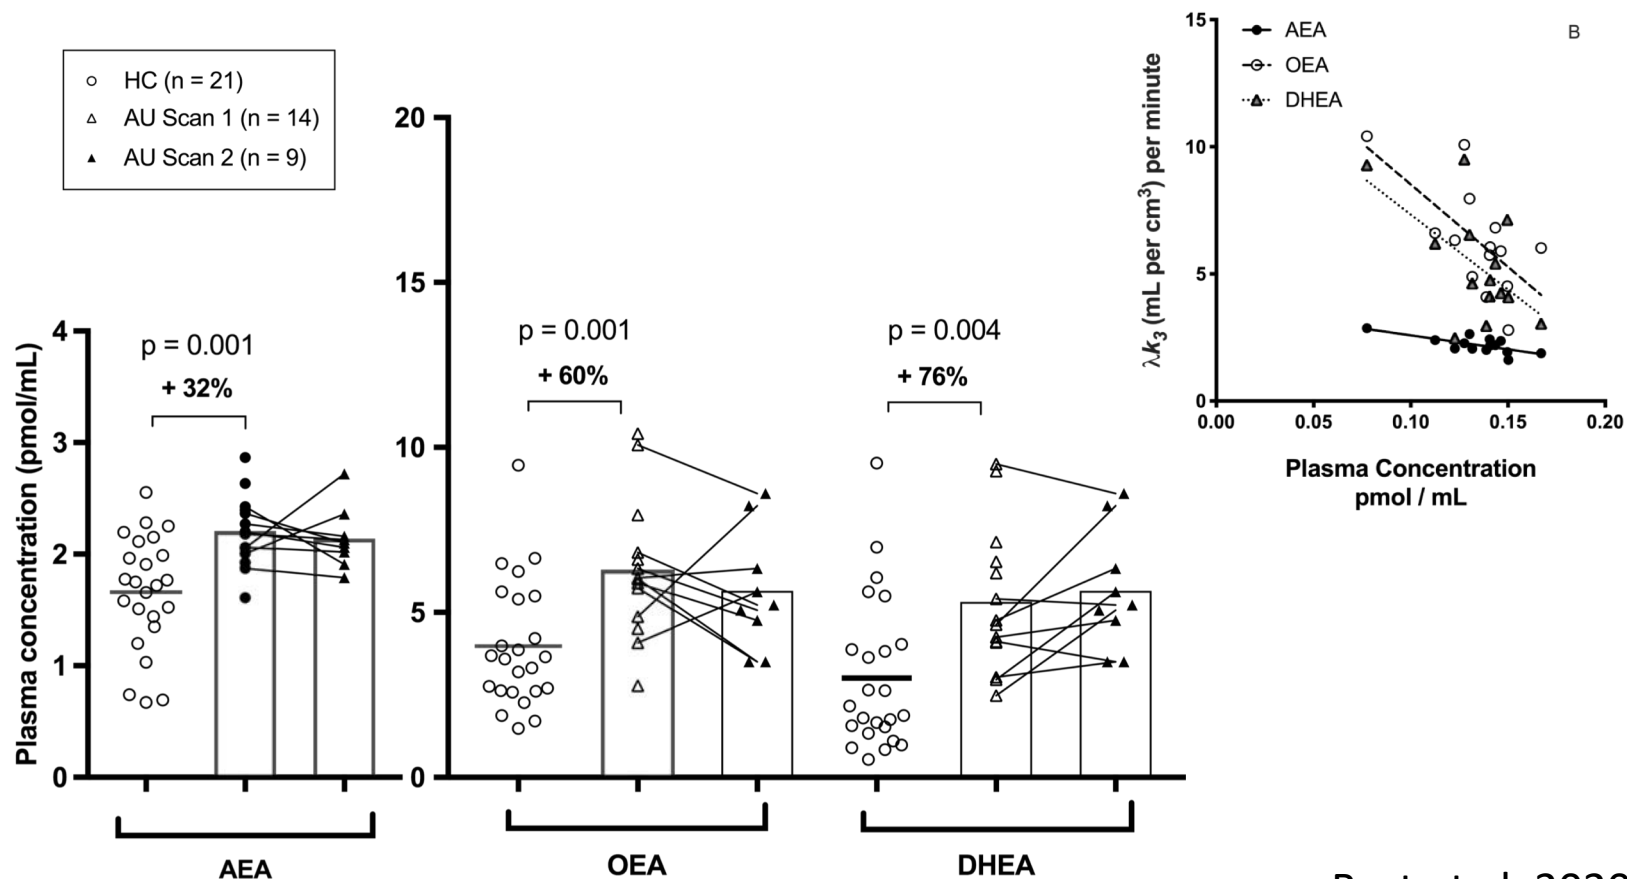 HC (n = 21)
AU Scan 1 (n = 14)
AU Scan 2 (n = 9)
Plasma concentration (pmol/mL)
4
3
2
1
0
p = 0.001
+ 32%
AEA
20
15
10
5
0
p = 0.001
+ 60%
OEA
p = 0.004
+ 76%
DHEA
B
AEA
OEA
DHEA
λk3 (mL per cm³) per minute
15
10
5
0
0.00 0.05 0.10 0.15 0.20
Plasma Concentration
pmol / mL